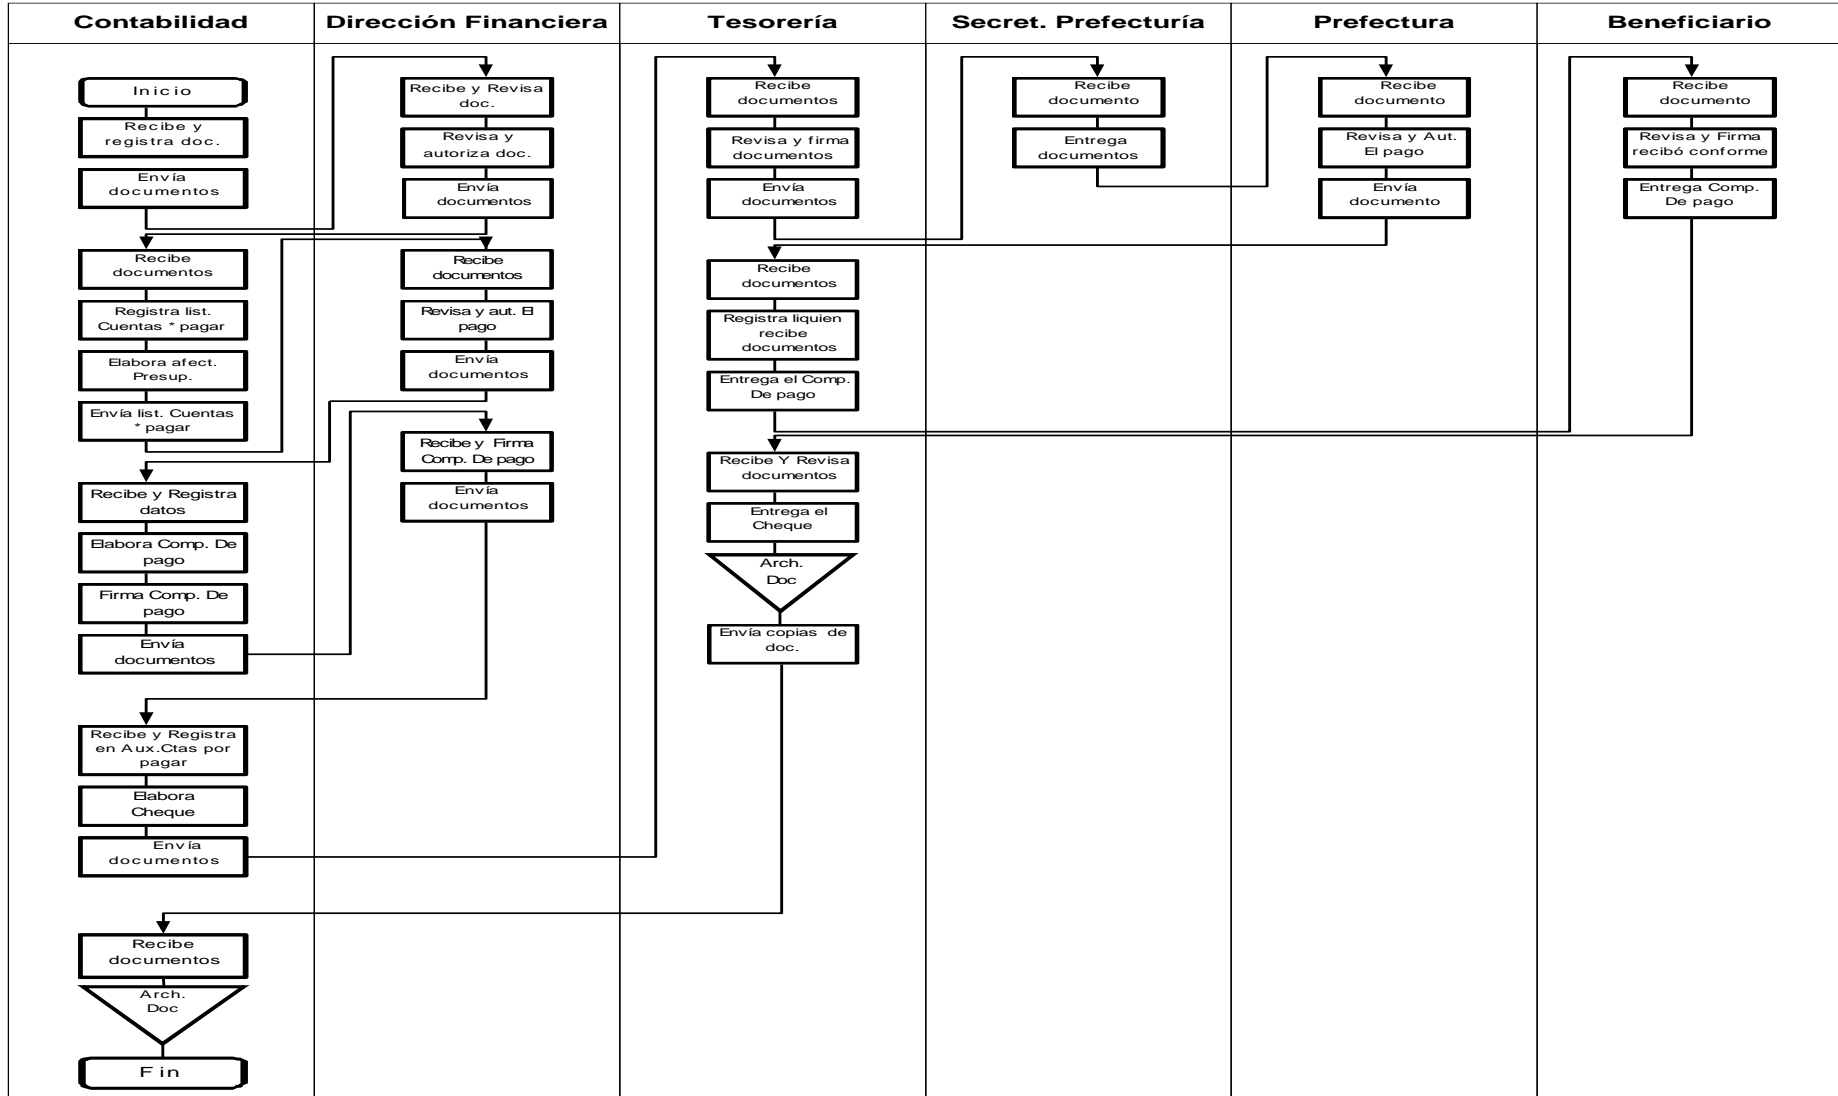 Contabilidad
Dirección Financiera
Tesorería
Secret. Prefecturía
Prefectura
Beneficiario
Inicio
Recibe y
registra doc.
Envía
documentos
Recibe
documentos
Registra list.
Cuentas * pagar
Elabora afect.
Presup.
Envía list. Cuentas
* pagar
Recibe y Registra
datos
Elabora Comp. De
pago
Firma Comp. De
pago
Envía
documentos
Recibe y Registra
en Aux.Ctas por
pagar
Elabora
Cheque
Envía
documentos
Recibe
documentos
Arch.
Doc
Fin
Recibe y Revisa
doc.
Revisa y
autoriza doc.
Envía
documentos
Recibe
documentos
Revisa y aut. El
pago
Envía
documentos
Recibe y Firma
Comp. De pago
Envía
documentos
Recibe
documentos
Revisa y firma
documentos
Envía
documentos
Recibe
documentos
Registra liquien
recibe
documentos
Entrega el Comp.
De pago
Recibe Y Revisa
documentos
Entrega el
Cheque
Arch.
Doc
Envía copias de
doc.
Recibe
documento
Entrega
documentos
Recibe
documento
Revisa y Aut.
El pago
Envía
documento
Recibe
documento
Revisa y Firma
recibó conforme
Entrega Comp.
De pago